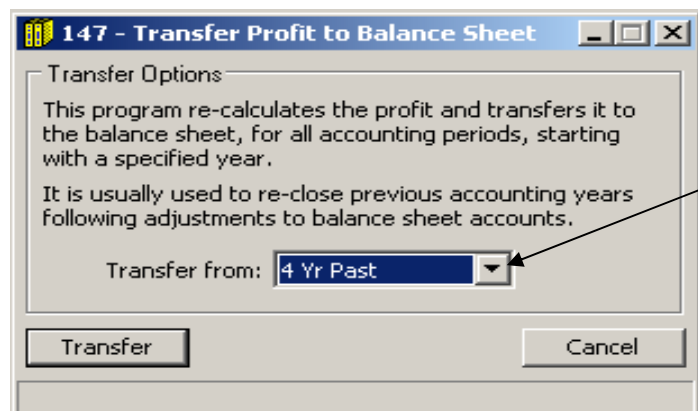 147 - Transfer Profit to Balance Sheet
Transfer Options
This program re-calculates the profit and transfers it to
the balance sheet, for all accounting periods, starting
with a specified year.
It is usually used to re-close previous accounting years
following adjustments to balance sheet accounts.
Transfer from: 4 Yr Past
Transfer Cancel